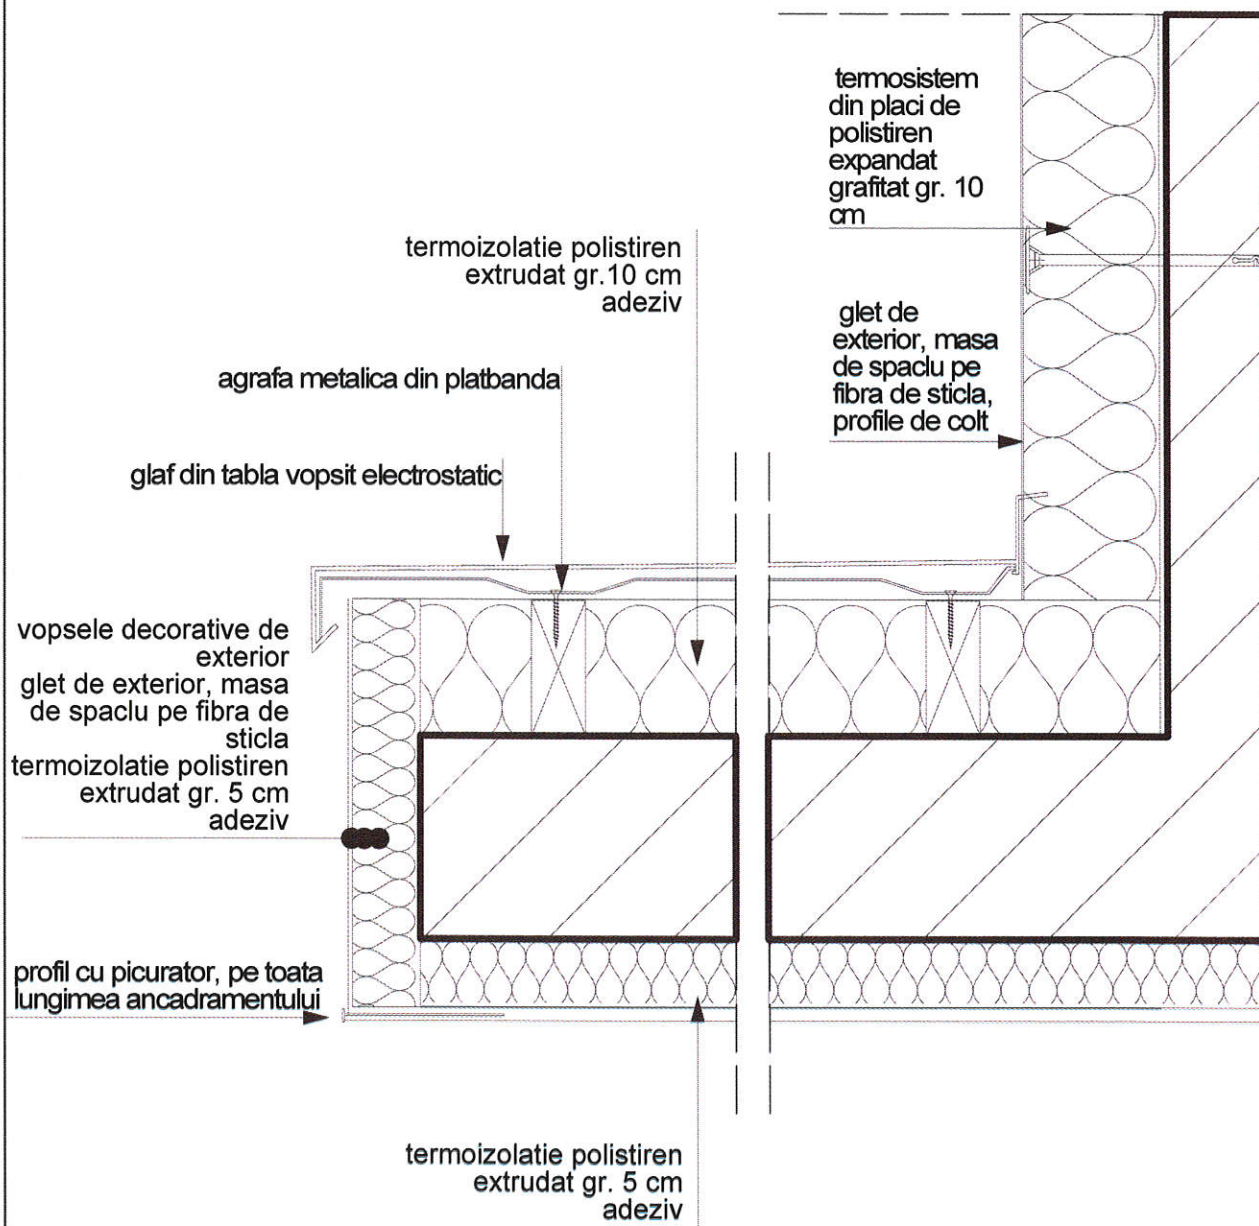 termosistem
din placi de
polistiren
expandat
grafitat gr. 10
cm
termoizolatie polistiren
extrudat gr.10 cm
adeziv
glet de
exterior, masa
de spaclu pe
fibra de sticla,
profile de colt
agrafa metalica din platbanda
glaf din tabla vopsit electrostatic
vopsele decorative de
exterior
glet de exterior, masa
de spaclu pe fibra de
sticla
termoizolatie polistiren
extrudat gr. 5 cm
adeziv
profil cu picurator, pe toata
lungimea ancadramentului
termoizolatie polistiren
extrudat gr. 5 cm
adeziv